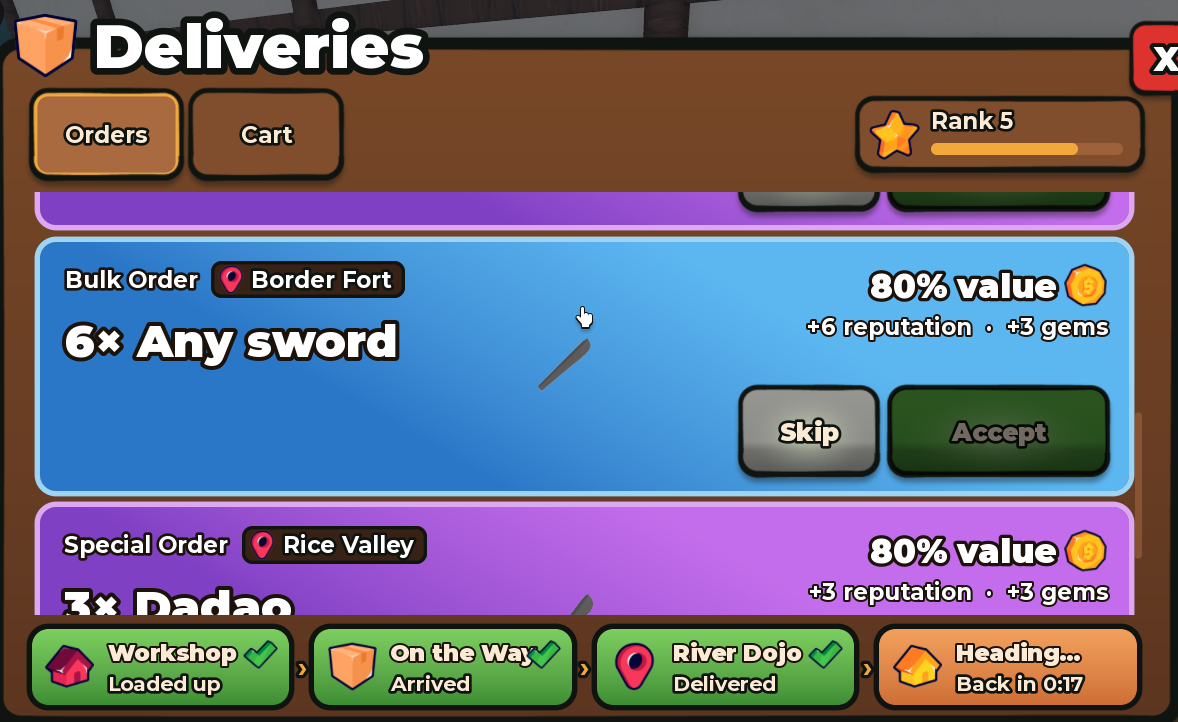 Deliveries
X
Orders
Cart
Rank 5
Bulk Order
Border Fort
80% value
+6 reputation · +3 gems
6× Any sword
Skip
Accept
Special Order
Rice Valley
80% value
+3 reputation · +3 gems
3× Dadao
Workshop
Loaded up
On the Way
Arrived
River Dojo
Delivered
Heading...
Back in 0:17